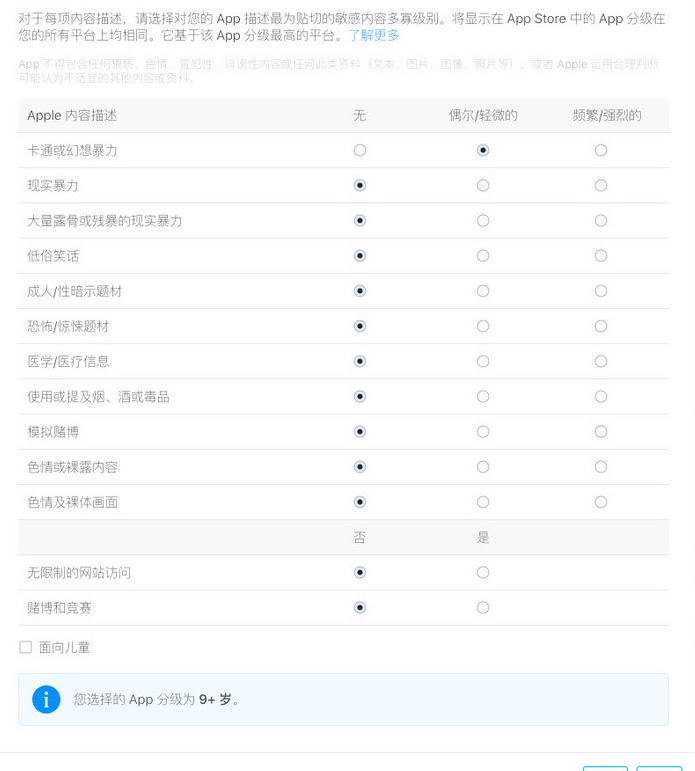 对于每项内容描述，请选择对您的 App 描述最为贴切的敏感内容多寡级别。将显示在 App Store 中的 App 分级在
您的所有平台上均相同。它基于该 App 分级最高的平台。了解更多
App 不得包含任何猥亵、色情、冒犯性、诽谤性内容或任何此类资料（文本、图片、图像、照片等），或者 Apple 运用合理判断
可能认为不适宜的其他内容或资料。
Apple 内容描述 无 偶尔/轻微的 频繁/强烈的
卡通或幻想暴力
现实暴力
大量露骨或残暴的现实暴力
低俗笑话
成人/性暗示题材
恐怖/惊悚题材
医学/医疗信息
使用或提及烟、酒或毒品
模拟赌博
色情或裸露内容
色情及裸体画面
否 是
无限制的网站访问
赌博和竞赛
面向儿童
i 您选择的 App 分级为 9+ 岁。